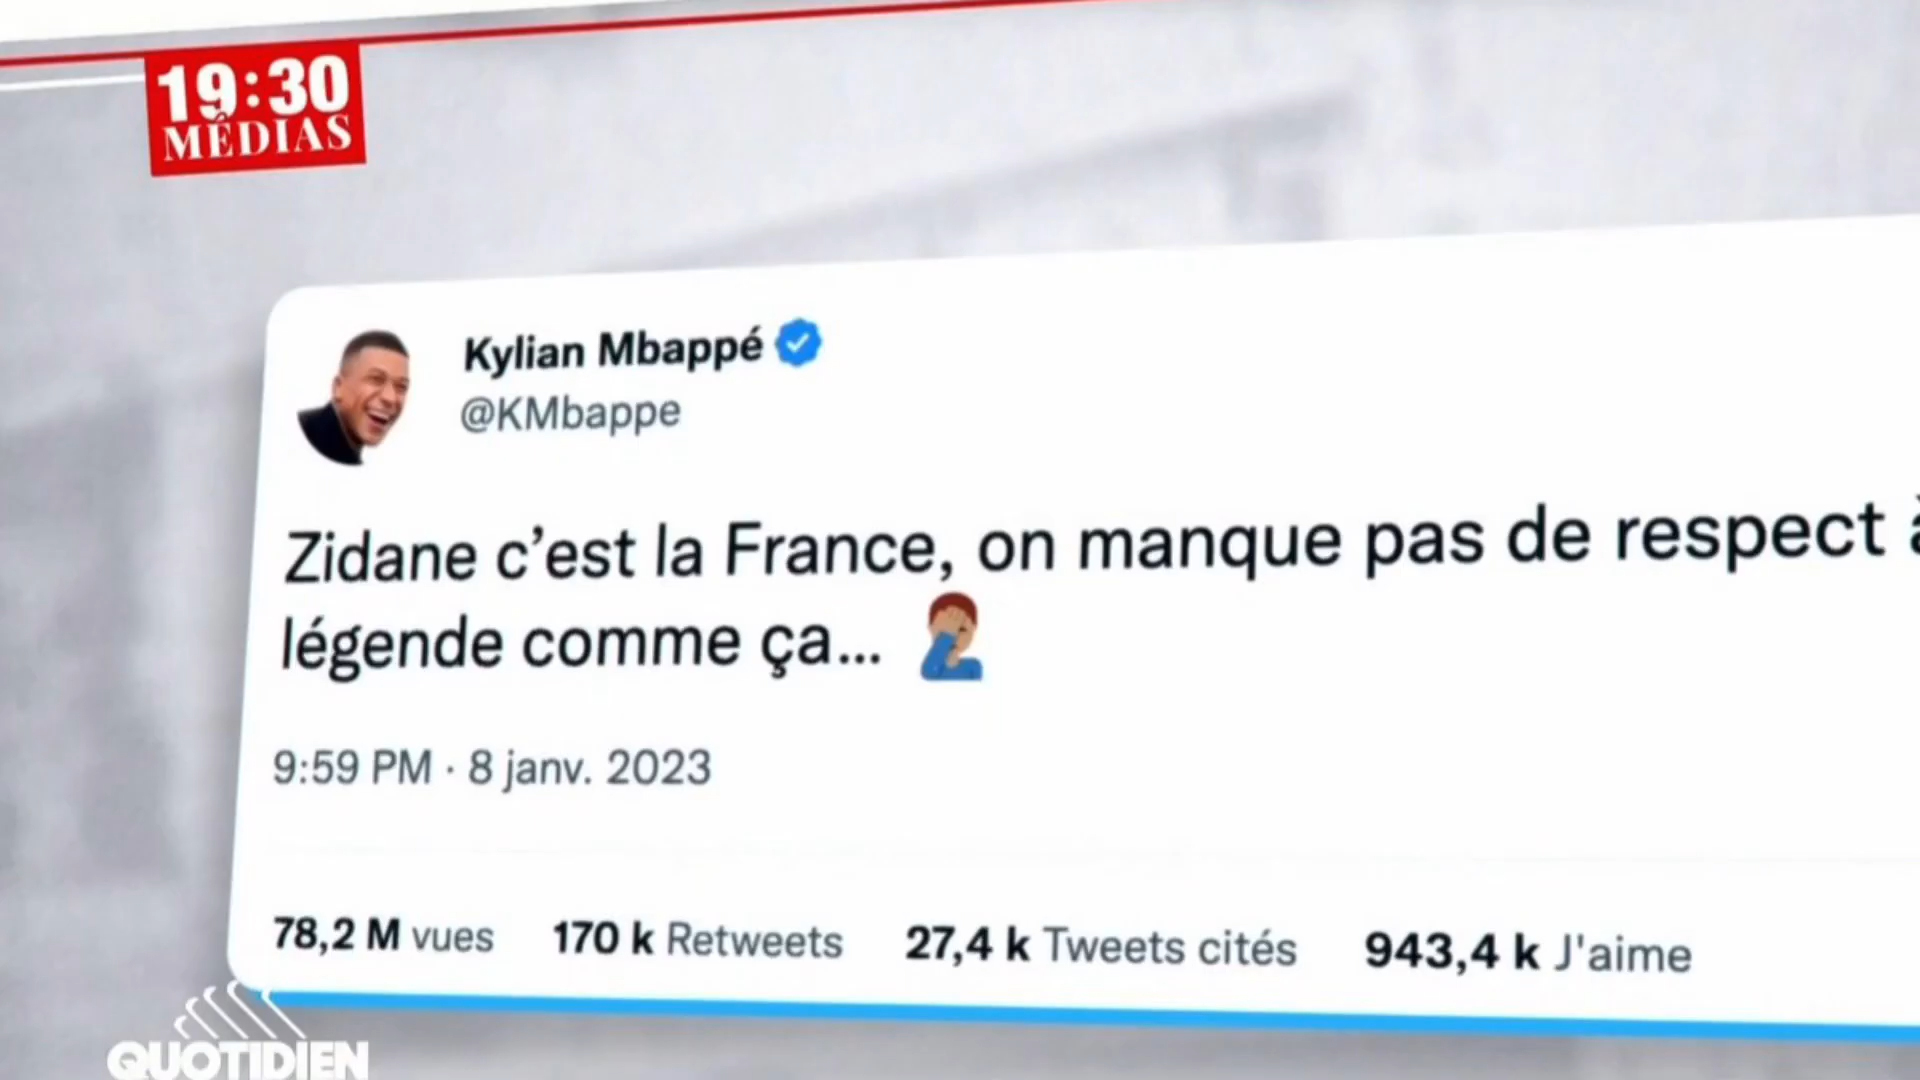 19:30
MÉDIAS
Kylian Mbappé
@KMbappe
Zidane c’est la France, on manque pas de respect à
légende comme ça...
9:59 PM · 8 janv. 2023
78,2 M vues 170 k Retweets 27,4 k Tweets cités 943,4 k J'aime
QUOTIDIEN